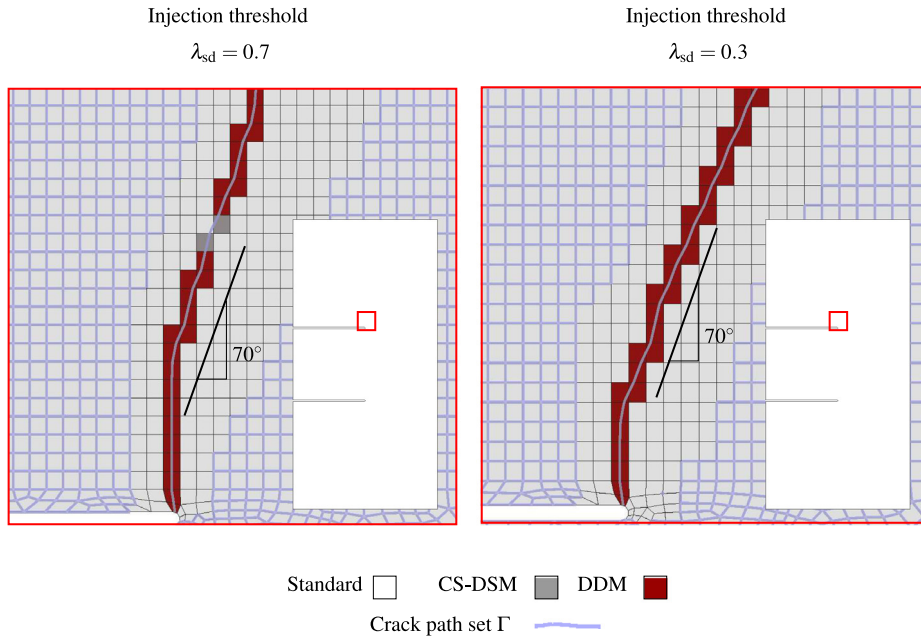 Injection threshold
λsd = 0.7
Injection threshold
λsd = 0.3
70°
70°
Standard CS-DSM DDM
Crack path set Γ